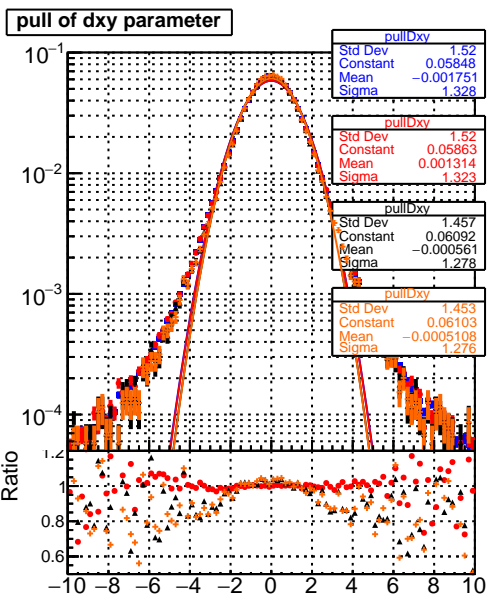 pull of dxy parameter
pullDxy
Std Dev 1.52
Constant 0.05848
Mean −0.001751
Sigma 1.328
pullDxy
Std Dev 1.52
Constant 0.05863
Mean 0.001314
Sigma 1.323
pullDxy
Std Dev 1.457
Constant 0.06092
Mean −0.000561
Sigma 1.278
pullDxy
Std Dev 1.453
Constant 0.06103
Mean −0.0005108
Sigma 1.276
10−1
10−2
10−3
10−4
Ratio
1.2
1
0.8
0.6
−10 −8 −6 −4 −2 0 2 4 6 8 10